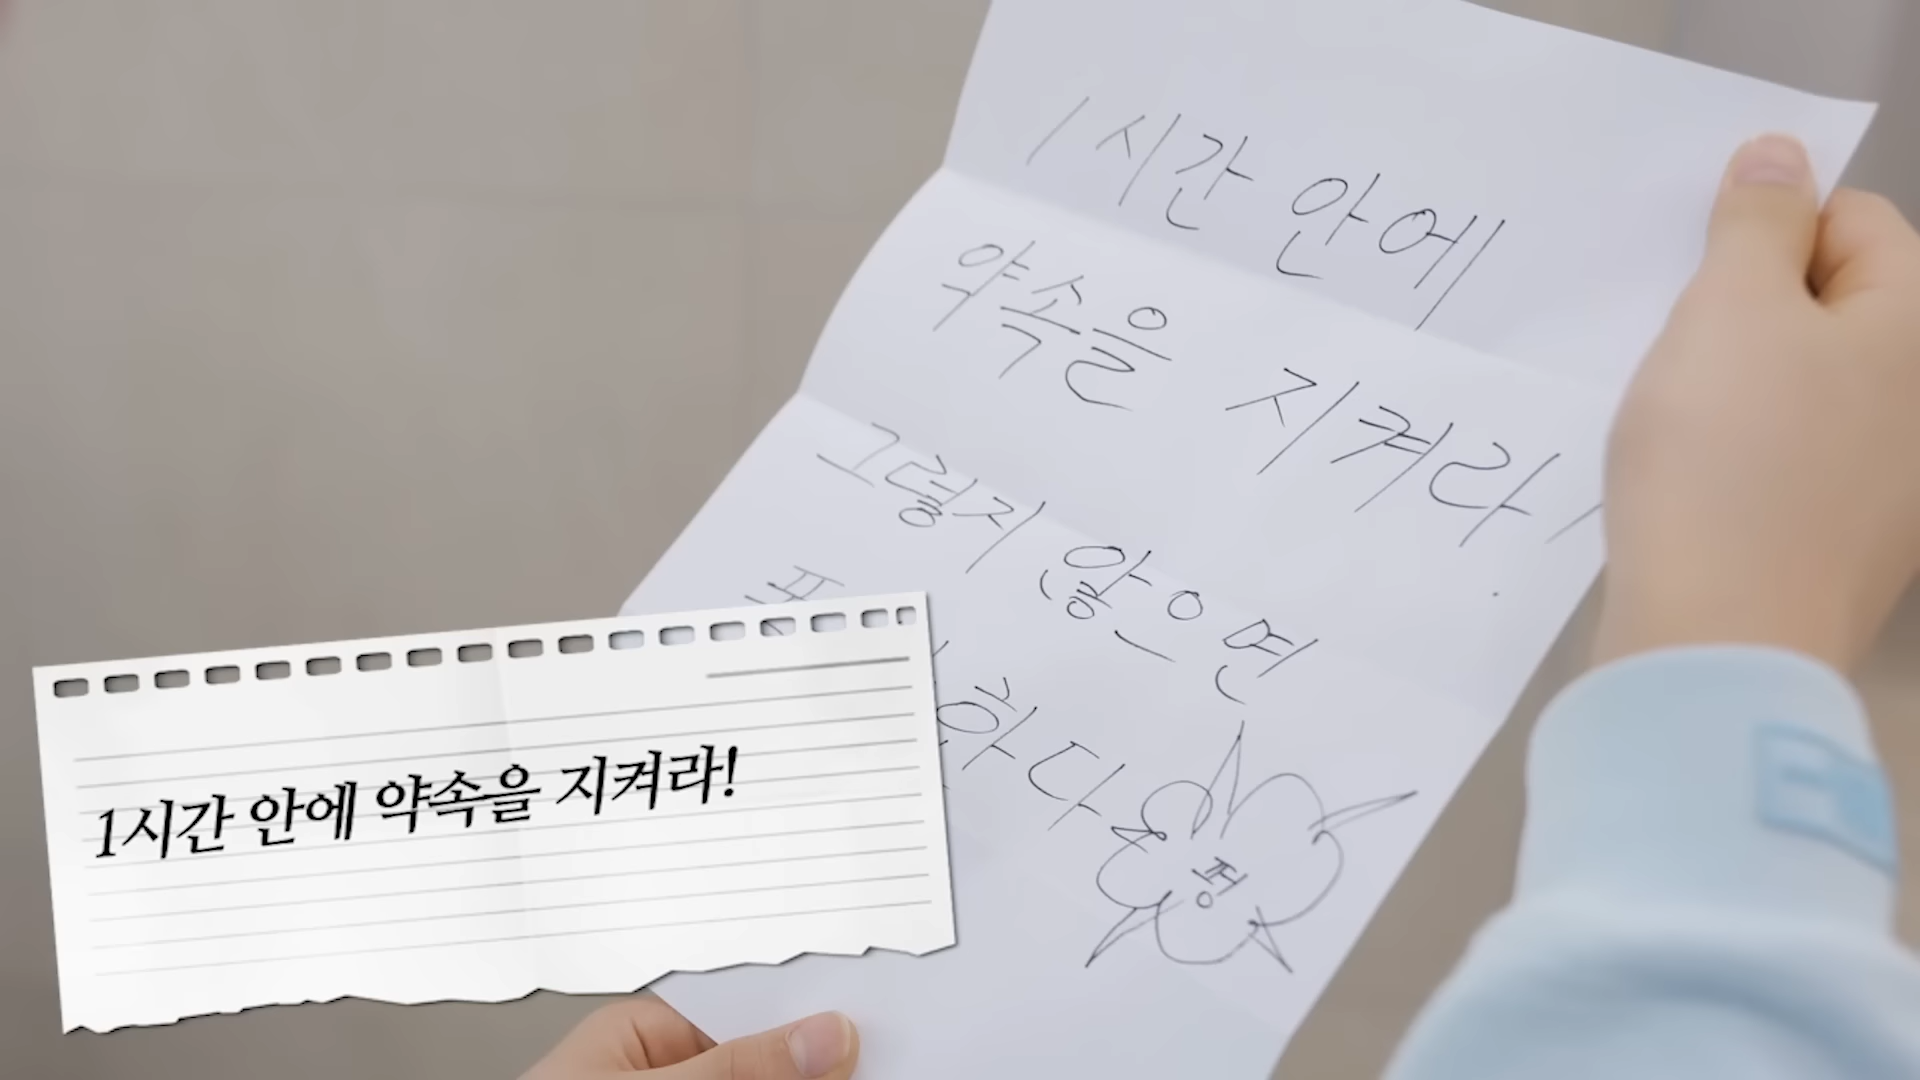 1시간 안에
약속을 지켜라!
그렇지 않으면
펑
1시간 안에 약속을 지켜라!